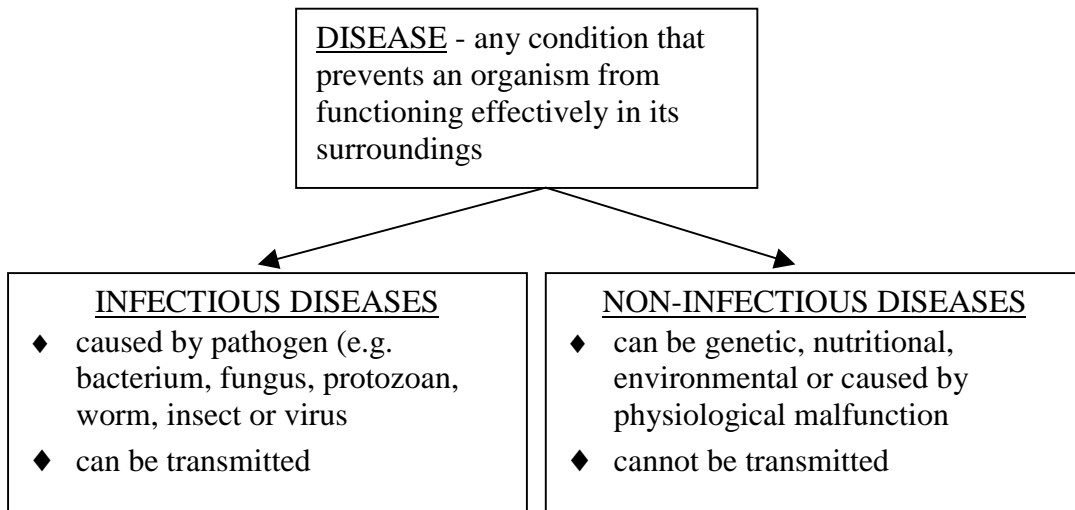 DISEASE - any condition that
prevents an organism from
functioning effectively in its
surroundings
INFECTIOUS DISEASES
♦ caused by pathogen (e.g.
bacterium, fungus, protozoan,
worm, insect or virus
♦ can be transmitted
NON-INFECTIOUS DISEASES
♦ can be genetic, nutritional,
environmental or caused by
physiological malfunction
♦ cannot be transmitted